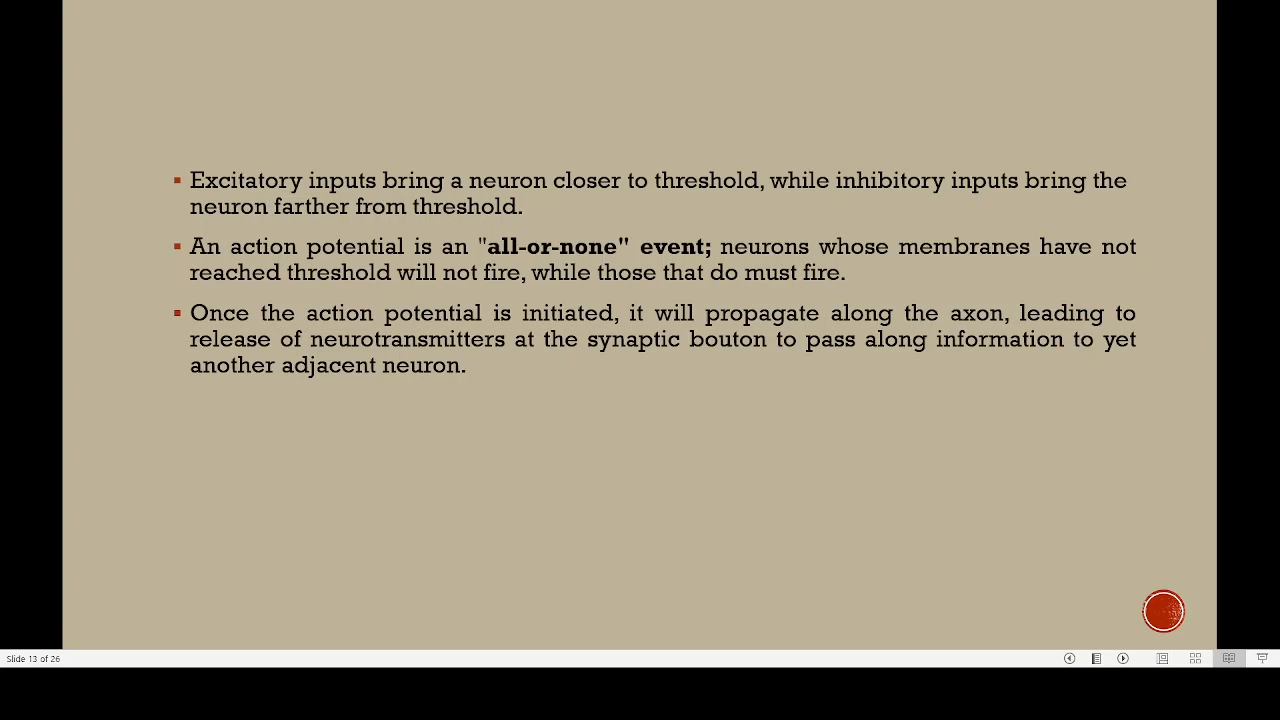 Excitatory inputs bring a neuron closer to threshold, while inhibitory inputs bring the
neuron farther from threshold.
An action potential is an "all-or-none" event; neurons whose membranes have not
reached threshold will not fire, while those that do must fire.
Once the action potential is initiated, it will propagate along the axon, leading to
release of neurotransmitters at the synaptic bouton to pass along information to yet
another adjacent neuron.
Slide 13 of 26